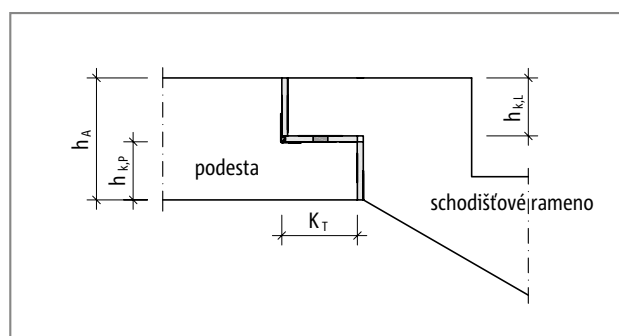 h_A
h_k,P
podesta
K_T
h_k,L
schodišťové rameno